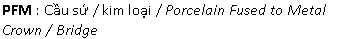 PFM : Cầu sứ / kim loại / Porcelain Fused to Metal
Crown / Bridge